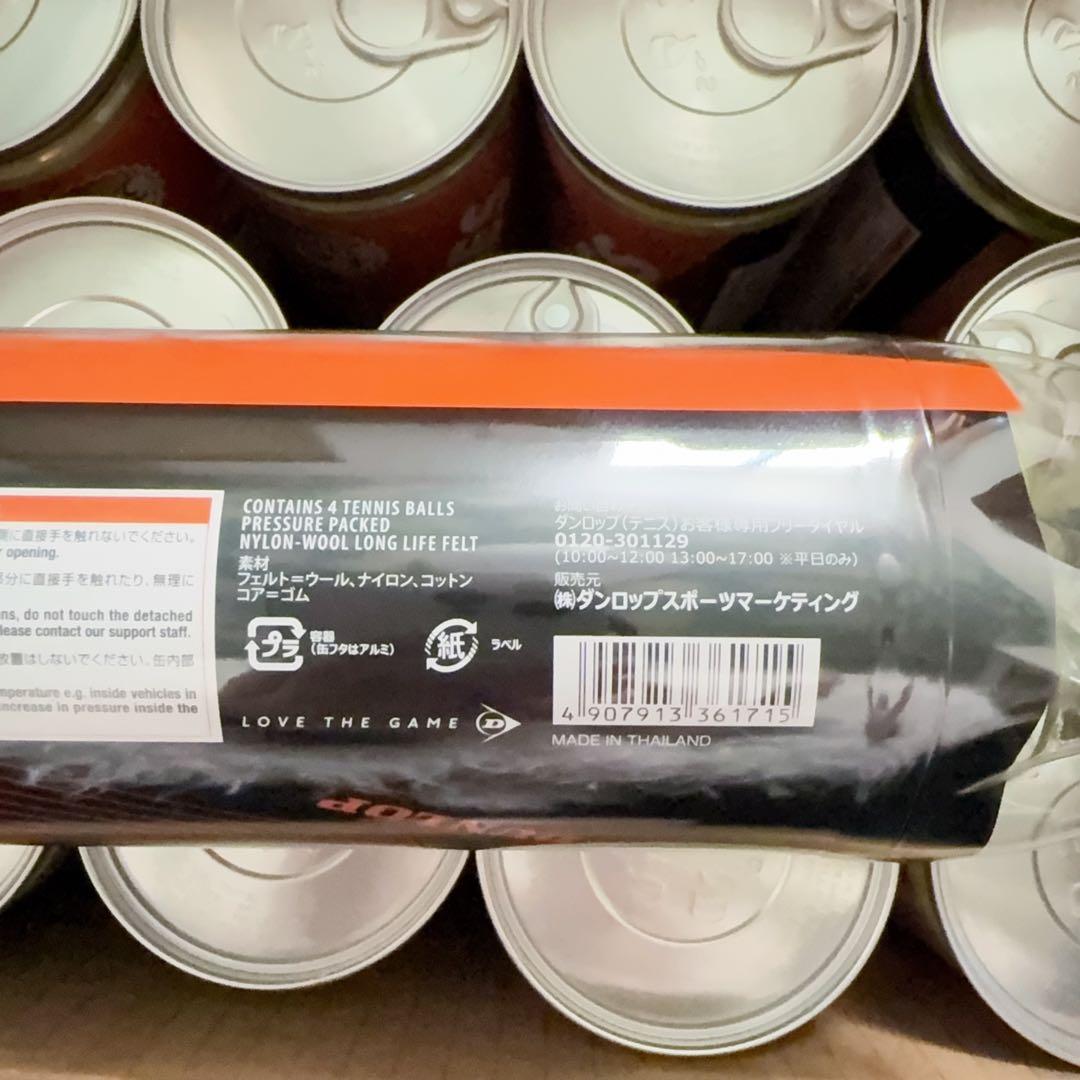 側に直接手を触れないでください。
r opening.
部分に直接手を触れたり、無理に
ns, do not touch the detached
lease contact our support staff.
放置はしないでください。缶内部
mperature e.g. inside vehicles in
increase in pressure inside the
CONTAINS 4 TENNIS BALLS
PRESSURE PACKED
NYLON-WOOL LONG LIFE FELT
素材
フェルト=ウール、ナイロン、コットン
コア=ゴム
プラ
容器
(缶フタはアルミ)
紙
ラベル
LOVE THE GAME D
お問い合わせ
ダンロップ(テニス)お客様専用フリーダイヤル
0120-301129
(10:00~12:00 13:00~17:00 ※平日のみ)
販売元
(株)ダンロップスポーツマーケティング
4 907913 361715
MADE IN THAILAND
DUNLOP